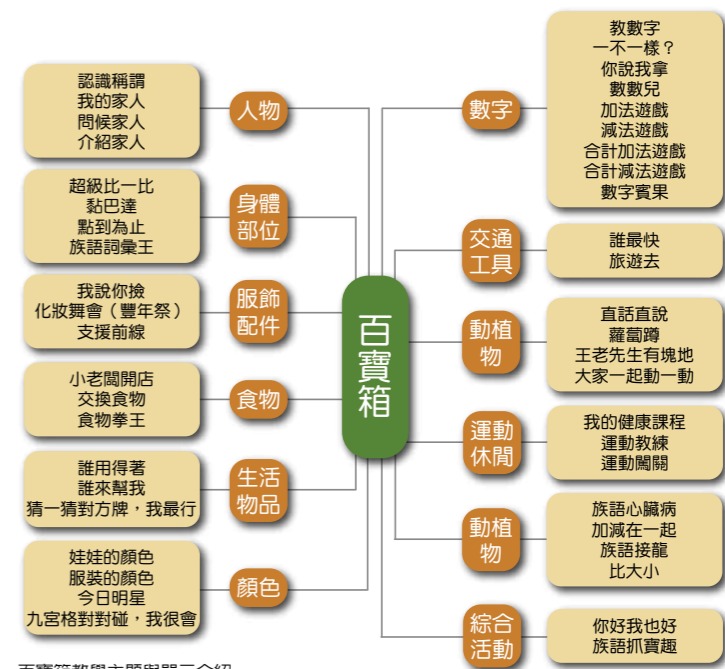 百寶箱
人物
認識稱謂
我的家人
問候家人
介紹家人
身體
部位
超級比一比
黏巴達
點到為止
族語詞彙王
服飾
配件
我說你撿
化妝舞會（豐年祭）
支援前線
食物
小老闆開店
交換食物
食物拳王
生活
物品
誰用得著
誰來幫我
猜一猜對方牌，我最行
顏色
娃娃的顏色
服裝的顏色
今日明星
九宮格對對碰，我很會
數字
教數字
一不一樣？
你說我拿
數數兒
加法遊戲
減法遊戲
合計加法遊戲
合計減法遊戲
數字賓果
交通
工具
誰最快
旅遊去
動植
物
直話直說
蘿蔔蹲
王老先生有塊地
大家一起動一動
運動
休閒
我的健康課程
運動教練
運動闖關
動植
物
族語心臟病
加減在一起
族語接龍
比大小
綜合
活動
你好我也好
族語抓寶趣